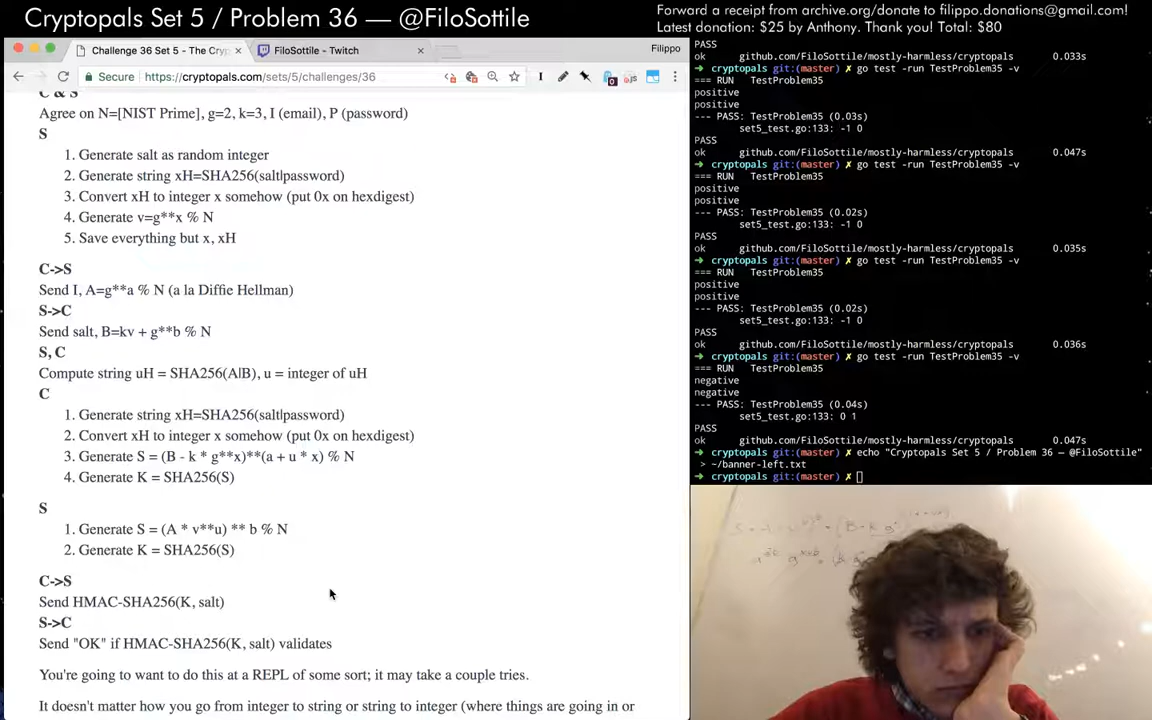 Cryptopals Set 5 / Problem 36 — @FiloSottile
Forward a receipt from archive.org/donate to filippo.donations@gmail.com!
Latest donation: $25 by Anthony. Thank you! Total: $80
Challenge 36 Set 5 - The Cryp
FiloSottile - Twitch
Filippo
Secure
https://cryptopals.com/sets/5/challenges/36
C & S
Agree on N=[NIST Prime], g=2, k=3, I (email), P (password)
S
1. Generate salt as random integer
2. Generate string xH=SHA256(salt|password)
3. Convert xH to integer x somehow (put 0x on hexdigest)
4. Generate v=g**x % N
5. Save everything but x, xH
C->S
Send I, A=g**a % N (a la Diffie Hellman)
S->C
Send salt, B=kv + g**b % N
S, C
Compute string uH = SHA256(A|B), u = integer of uH
C
1. Generate string xH=SHA256(salt|password)
2. Convert xH to integer x somehow (put 0x on hexdigest)
3. Generate S = (B - k * g**x)**(a + u * x) % N
4. Generate K = SHA256(S)
S
1. Generate S = (A * v**u) ** b % N
2. Generate K = SHA256(S)
C->S
Send HMAC-SHA256(K, salt)
S->C
Send "OK" if HMAC-SHA256(K, salt) validates
You're going to want to do this at a REPL of some sort; it may take a couple tries.
It doesn't matter how you go from integer to string or string to integer (where things are going in or
PASS
ok github.com/FiloSottile/mostly-harmless/cryptopals 0.033s
➜ cryptopals git:(master) ✗ go test -run TestProblem35 -v
=== RUN TestProblem35
positive
positive
--- PASS: TestProblem35 (0.03s)
set5_test.go:133: -1 0
PASS
ok github.com/FiloSottile/mostly-harmless/cryptopals 0.047s
➜ cryptopals git:(master) ✗ go test -run TestProblem35 -v
=== RUN TestProblem35
positive
positive
--- PASS: TestProblem35 (0.02s)
set5_test.go:133: -1 0
PASS
ok github.com/FiloSottile/mostly-harmless/cryptopals 0.035s
➜ cryptopals git:(master) ✗ go test -run TestProblem35 -v
=== RUN TestProblem35
positive
positive
--- PASS: TestProblem35 (0.02s)
set5_test.go:133: -1 0
PASS
ok github.com/FiloSottile/mostly-harmless/cryptopals 0.036s
➜ cryptopals git:(master) ✗ go test -run TestProblem35 -v
=== RUN TestProblem35
negative
negative
--- PASS: TestProblem35 (0.04s)
set5_test.go:133: 0 1
PASS
ok github.com/FiloSottile/mostly-harmless/cryptopals 0.047s
➜ cryptopals git:(master) ✗ echo "Cryptopals Set 5 / Problem 36 — @FiloSottile"
> ~/banner-left.txt
➜ cryptopals git:(master) ✗